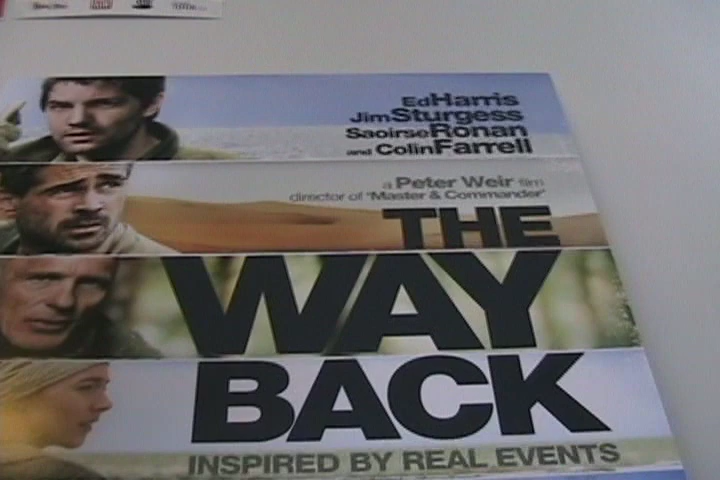 Ed Harris
Jim Sturgess
Saoirse Ronan
and Colin Farrell
a Peter Weir film
director of 'Master & Commander'
THE
WAY
BACK
INSPIRED BY REAL EVENTS